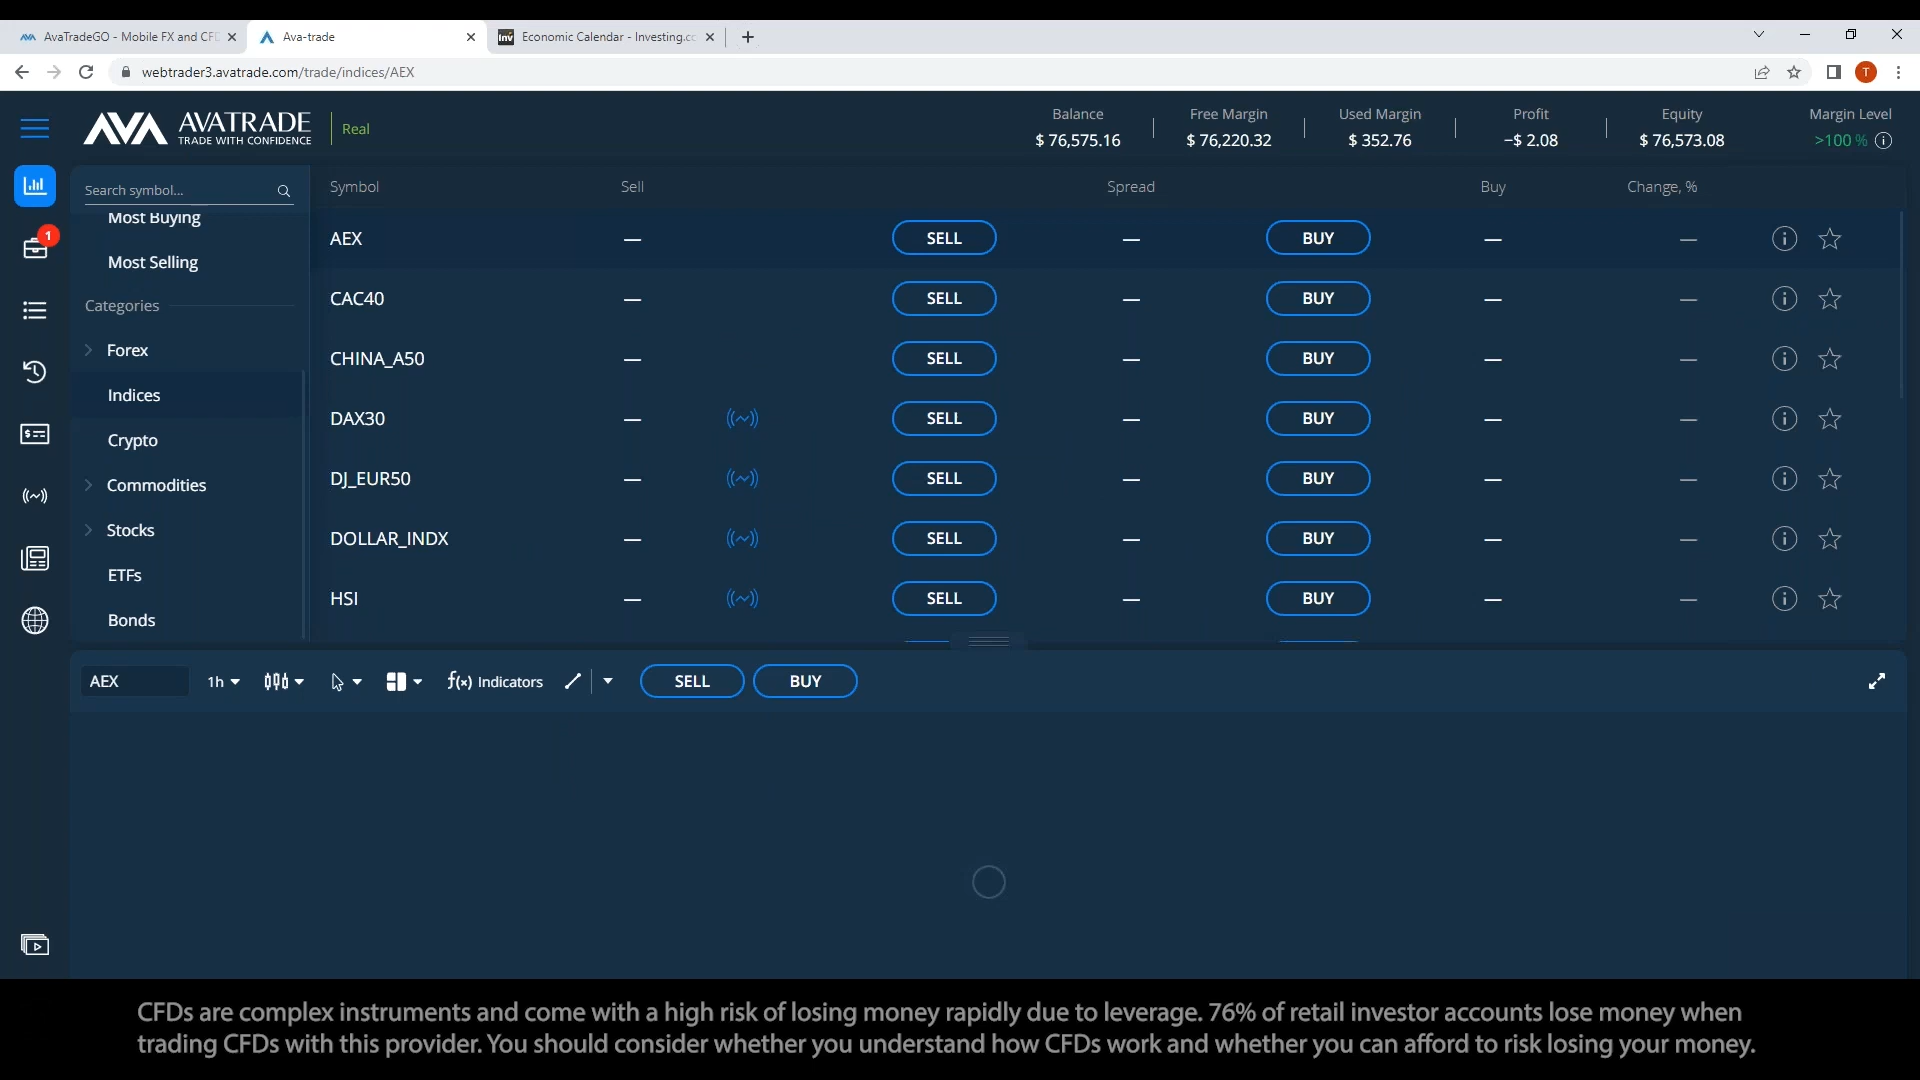 AvaTradeGO - Mobile FX and CFD
Ava-trade
Economic Calendar - Investing.co
webtrader3.avatrade.com/trade/indices/AEX
T
AVA AVATRADE
TRADE WITH CONFIDENCE
Real
Balance
$ 76,575.16
Free Margin
$ 76,220.32
Used Margin
$ 352.76
Profit
-$ 2.08
Equity
$ 76,573.08
Margin Level
>100 %
1
Search symbol...
Most Buying
Most Selling
Categories
Forex
Indices
Crypto
Commodities
Stocks
ETFs
Bonds
Symbol Sell Spread Buy Change, %
AEX — SELL — BUY — —
CAC40 — SELL — BUY — —
CHINA_A50 — SELL — BUY — —
DAX30 — SELL — BUY — —
DJ_EUR50 — SELL — BUY — —
DOLLAR_INDX — SELL — BUY — —
HSI — SELL — BUY — —
AEX 1h f(x) Indicators SELL BUY
CFDs are complex instruments and come with a high risk of losing money rapidly due to leverage. 76% of retail investor accounts lose money when
trading CFDs with this provider. You should consider whether you understand how CFDs work and whether you can afford to risk losing your money.